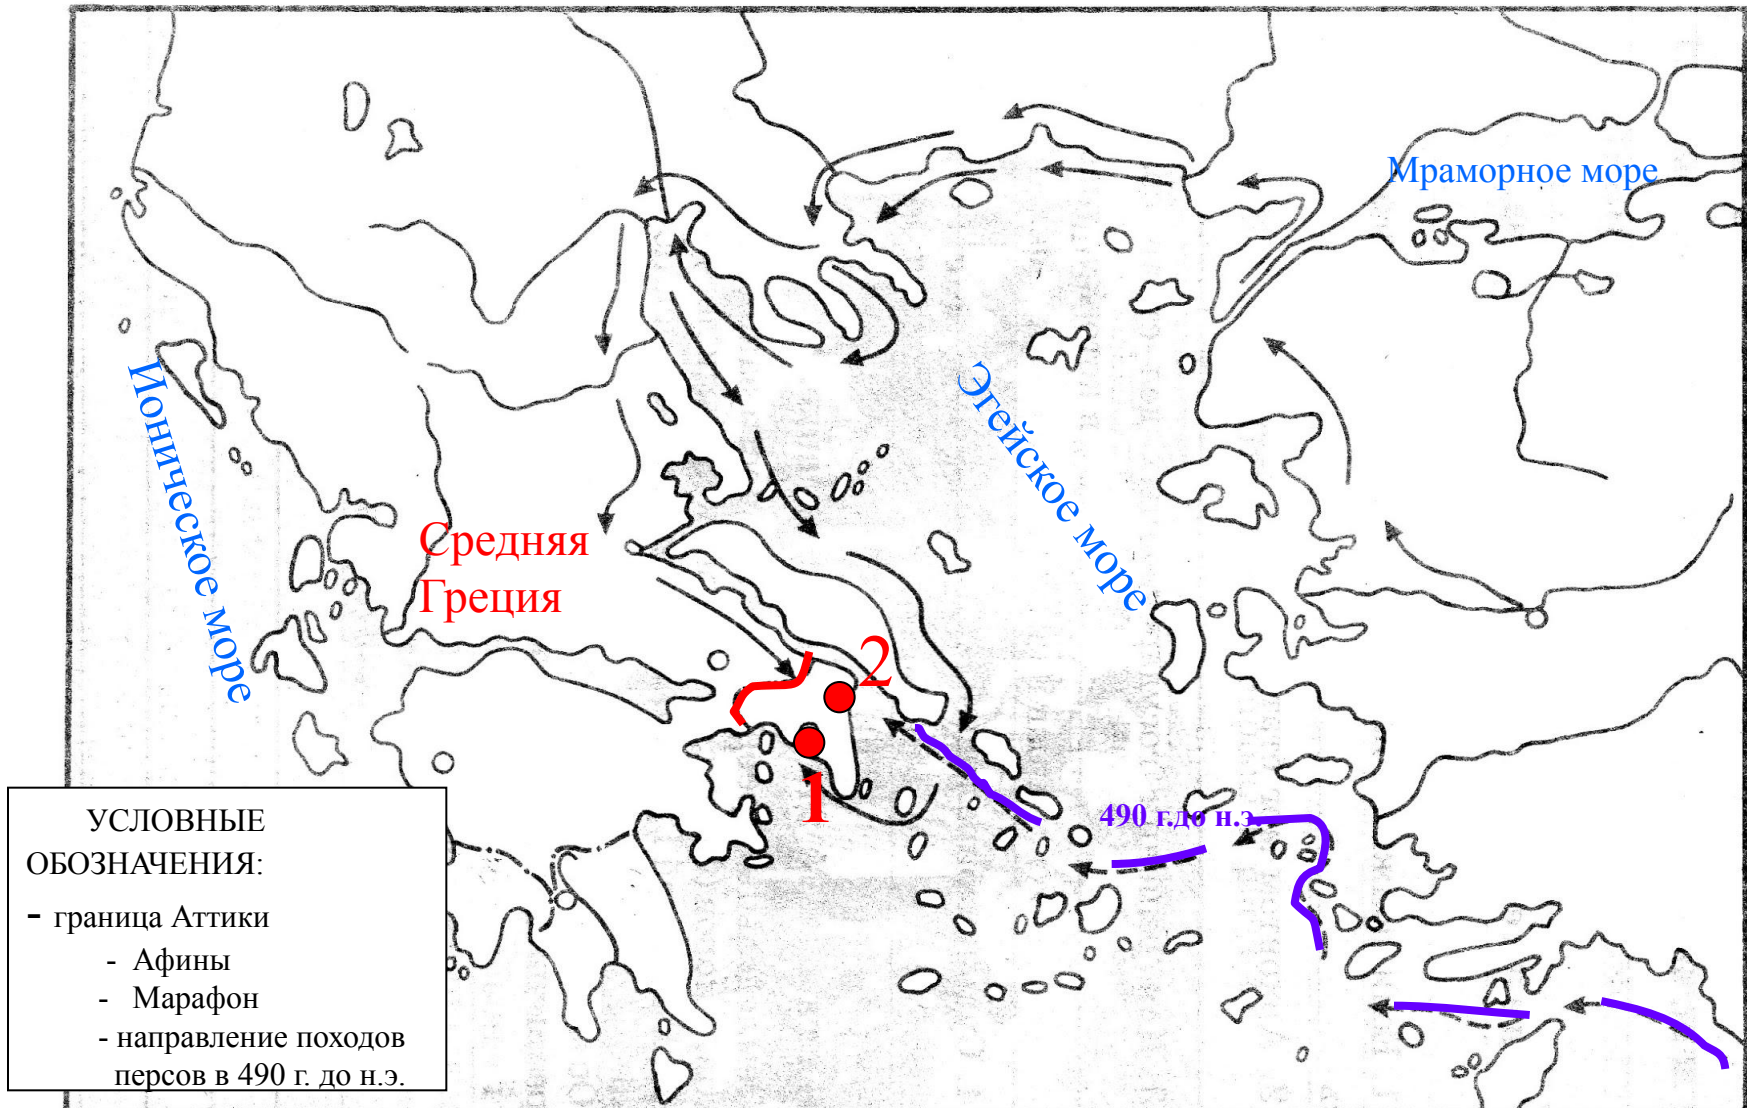 Мраморное море
Ионическое море
Эгейское море
Средняя
Греция
2
1
490 г.до н.э.
УСЛОВНЫЕ
ОБОЗНАЧЕНИЯ:
- граница Аттики
- Афины
- Марафон
- направление походов
персов в 490 г. до н.э.